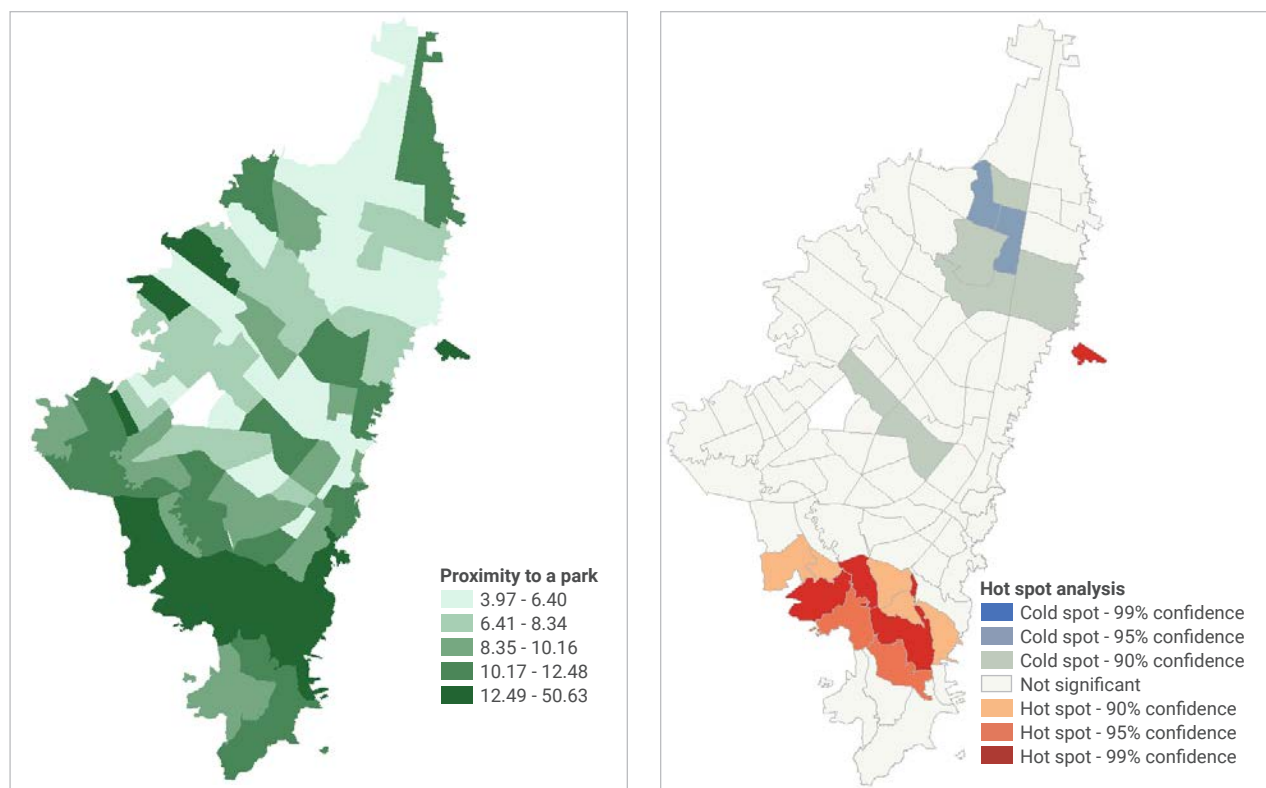 Proximity to a park
3.97 - 6.40
6.41 - 8.34
8.35 - 10.16
10.17 - 12.48
12.49 - 50.63
Hot spot analysis
Cold spot - 99% confidence
Cold spot - 95% confidence
Cold spot - 90% confidence
Not significant
Hot spot - 90% confidence
Hot spot - 95% confidence
Hot spot - 99% confidence